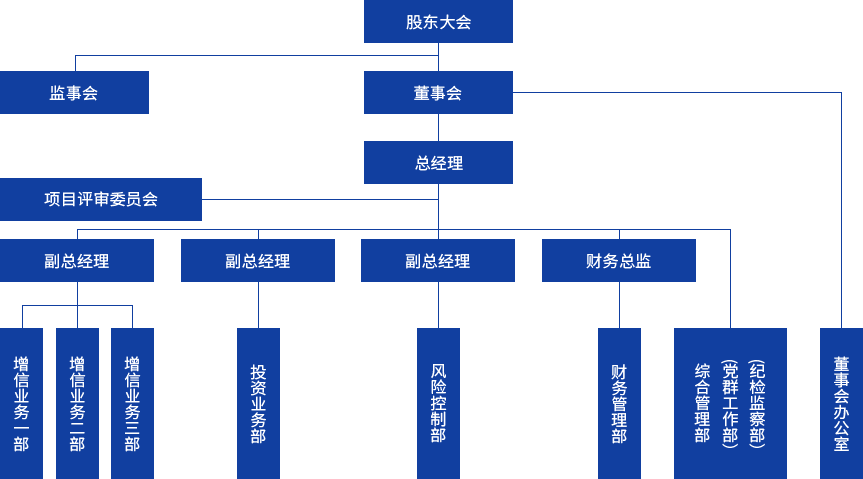 股东大会
监事会
董事会
总经理
项目评审委员会
副总经理
副总经理
副总经理
财务总监
增信业务一部
增信业务二部
增信业务三部
投资业务部
风险控制部
财务管理部
综合管理部
（党群工作部）
（纪检监察部）
董事会办公室